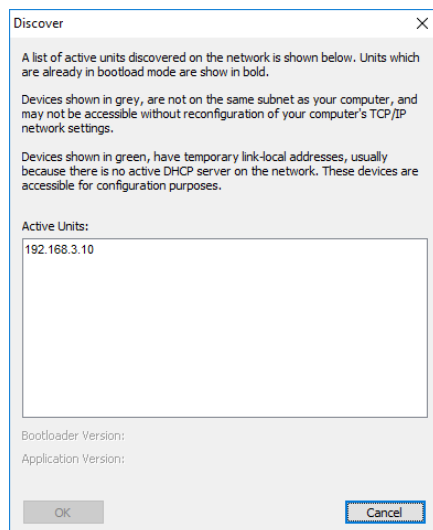 Discover
A list of active units discovered on the network is shown below. Units which
are already in bootload mode are show in bold.
Devices shown in grey, are not on the same subnet as your computer, and
may not be accessible without reconfiguration of your computer's TCP/IP
network settings.
Devices shown in green, have temporary link-local addresses, usually
because there is no active DHCP server on the network. These devices are
accessible for configuration purposes.
Active Units:
192.168.3.10
Bootloader Version:
Application Version:
OK Cancel